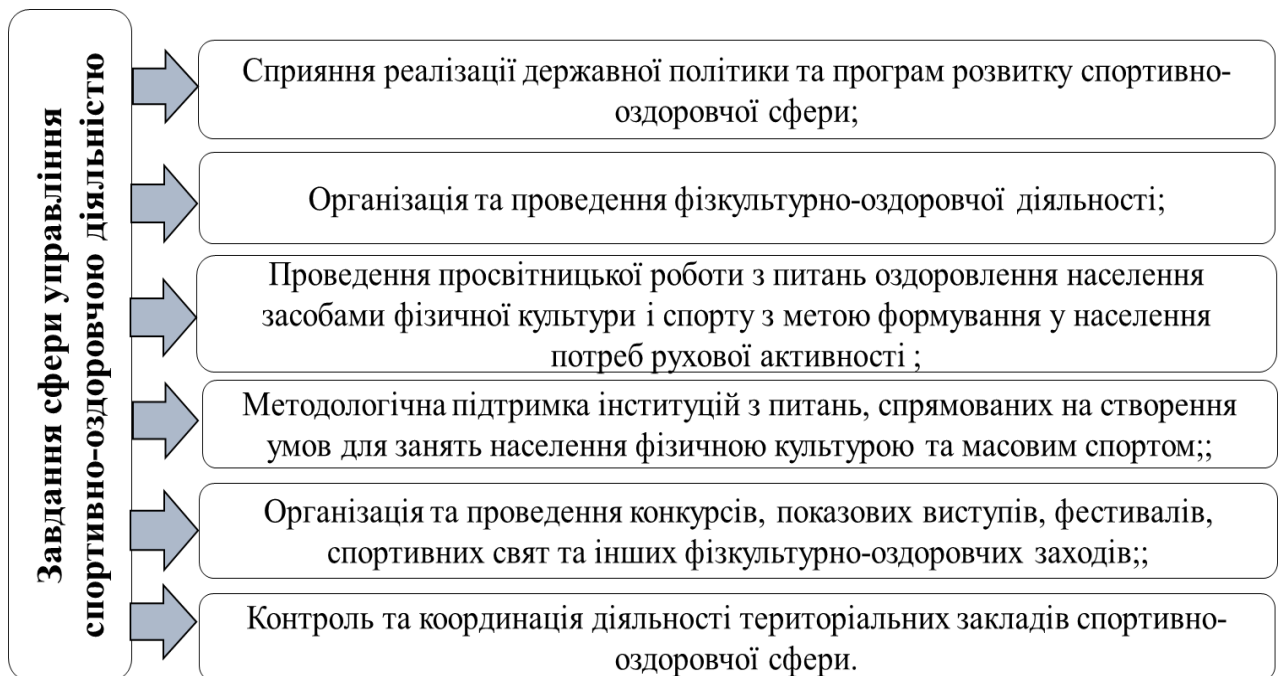 Завдання сфери управління
спортивно-оздоровчою діяльністю
Сприяння реалізації державної політики та програм розвитку спортивно-
оздоровчої сфери;
Організація та проведення фізкультурно-оздоровчої діяльності;
Проведення просвітницької роботи з питань оздоровлення населення
засобами фізичної культури і спорту з метою формування у населення
потреб рухової активності ;
Методологічна підтримка інституцій з питань, спрямованих на створення
умов для занять населення фізичною культурою та масовим спортом;;
Організація та проведення конкурсів, показових виступів, фестивалів,
спортивних свят та інших фізкультурно-оздоровчих заходів;;
Контроль та координація діяльності територіальних закладів спортивно-
оздоровчої сфери.